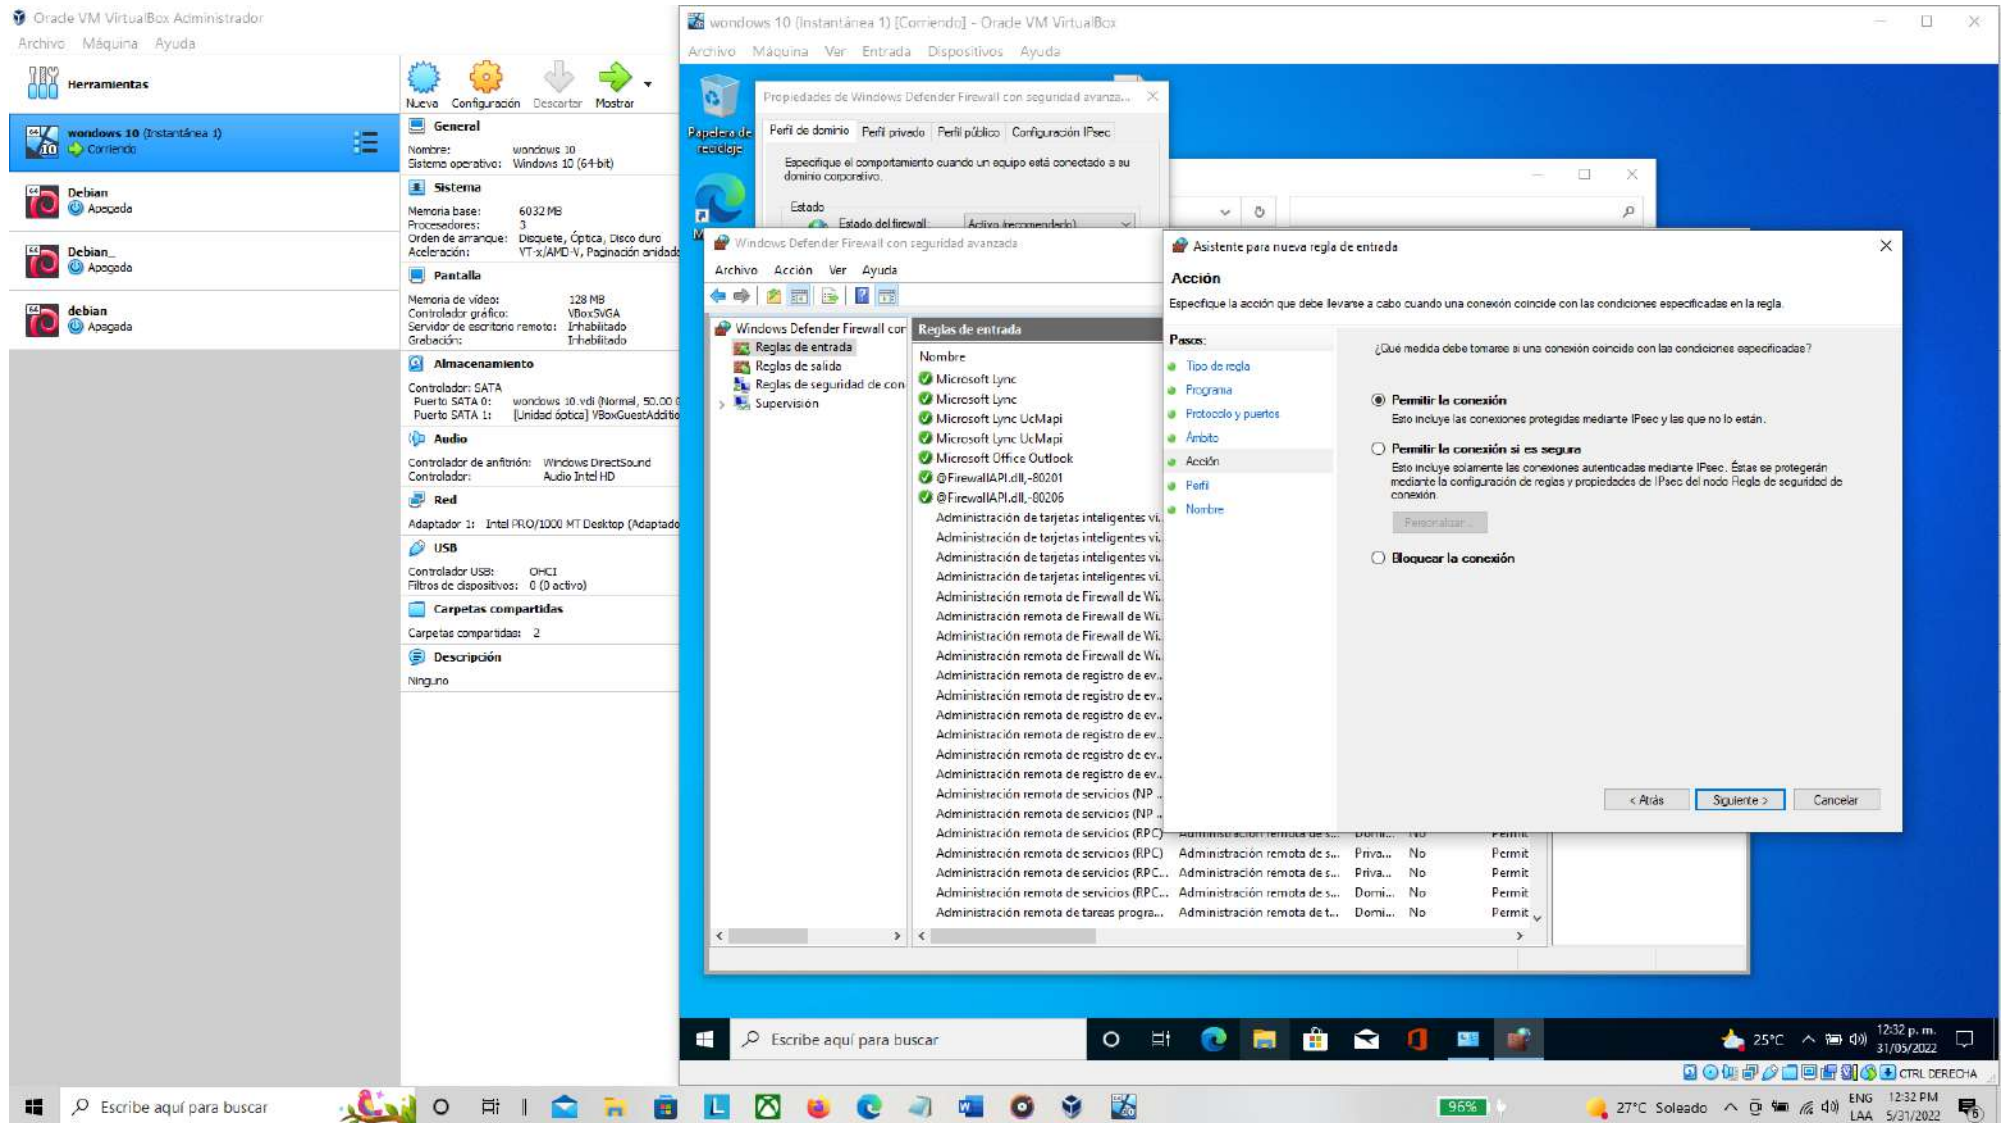 Oracle VM VirtualBox Administrador
Archivo Máquina Ayuda
Herramientas
Nueva Configuración Descartar Mostrar
wondows 10 (Instantánea 1)
Corriendo
Debian
Apagada
Debian_
Apagada
debian
Apagada
General
Nombre: wondows 10
Sistema operativo: Windows 10 (64-bit)
Sistema
Memoria base: 6032 MB
Procesadores: 3
Orden de arranque: Disquete, Óptica, Disco duro
Aceleración: VT-x/AMD-V, Paginación anidad
Pantalla
Memoria de vídeo: 128 MB
Controlador gráfico: VBoxSVGA
Servidor de escritorio remoto: Inhabilitado
Grabación: Inhabilitado
Almacenamiento
Controlador: SATA
Puerto SATA 0: wondows 10.vdi (Normal, 50.00 G
Puerto SATA 1: [Unidad óptica] VBoxGuestAdditio
Audio
Controlador de anfitrión: Windows DirectSound
Controlador: Audio Intel HD
Red
Adaptador 1: Intel PRO/1000 MT Desktop (Adaptado
USB
Controlador USB: OHCI
Filtros de dispositivos: 0 (0 activo)
Carpetas compartidas
Carpetas compartidas: 2
Descripción
Ninguno
wondows 10 (Instantánea 1) [Corriendo] - Oracle VM VirtualBox
Archivo Máquina Ver Entrada Dispositivos Ayuda
Papelera de
reciclaje
Propiedades de Windows Defender Firewall con seguridad avanza...
Perfil de dominio Perfil privado Perfil público Configuración IPsec
Especifique el comportamiento cuando un equipo está conectado a su
dominio corporativo.
Estado
Estado del firewall: Activo (recomendado)
Windows Defender Firewall con seguridad avanzada
Archivo Acción Ver Ayuda
Windows Defender Firewall con
Reglas de entrada
Reglas de salida
Reglas de seguridad de con
Supervisión
Reglas de entrada
Nombre
Microsoft Lync
Microsoft Lync
Microsoft Lync UcMapi
Microsoft Lync UcMapi
Microsoft Office Outlook
@FirewallAPI.dll,-80201
@FirewallAPI.dll,-80206
Administración de tarjetas inteligentes vi...
Administración de tarjetas inteligentes vi...
Administración de tarjetas inteligentes vi...
Administración de tarjetas inteligentes vi...
Administración remota de Firewall de Wi...
Administración remota de Firewall de Wi...
Administración remota de Firewall de Wi...
Administración remota de Firewall de Wi...
Administración remota de registro de ev...
Administración remota de registro de ev...
Administración remota de registro de ev...
Administración remota de registro de ev...
Administración remota de registro de ev...
Administración remota de registro de ev...
Administración remota de servicios (NP ...
Administración remota de servicios (NP ...
Administración remota de servicios (RPC) Administración remota de s... Domi... No Permit
Administración remota de servicios (RPC) Administración remota de s... Priva... No Permit
Administración remota de servicios (RPC... Administración remota de s... Priva... No Permit
Administración remota de servicios (RPC... Administración remota de s... Domi... No Permit
Administración remota de tareas progra... Administración remota de t... Domi... No Permit
Asistente para nueva regla de entrada
Acción
Especifique la acción que debe llevarse a cabo cuando una conexión coincide con las condiciones especificadas en la regla.
Pasos:
Tipo de regla
Programa
Protocolo y puertos
Ámbito
Acción
Perfil
Nombre
¿Qué medida debe tomarse si una conexión coincide con las condiciones especificadas?
Permitir la conexión
Esto incluye las conexiones protegidas mediante IPsec y las que no lo están.
Permitir la conexión si es segura
Esto incluye solamente las conexiones autenticadas mediante IPsec. Éstas se protegerán
mediante la configuración de reglas y propiedades de IPsec del nodo Regla de seguridad de
conexión.
Personalizar...
Bloquear la conexión
< Atrás Siguiente > Cancelar
Escribe aquí para buscar
25°C
12:32 p. m.
31/05/2022
CTRL DERECHA
Escribe aquí para buscar
96%
27°C Soleado
ENG
LAA
12:32 PM
5/31/2022
6